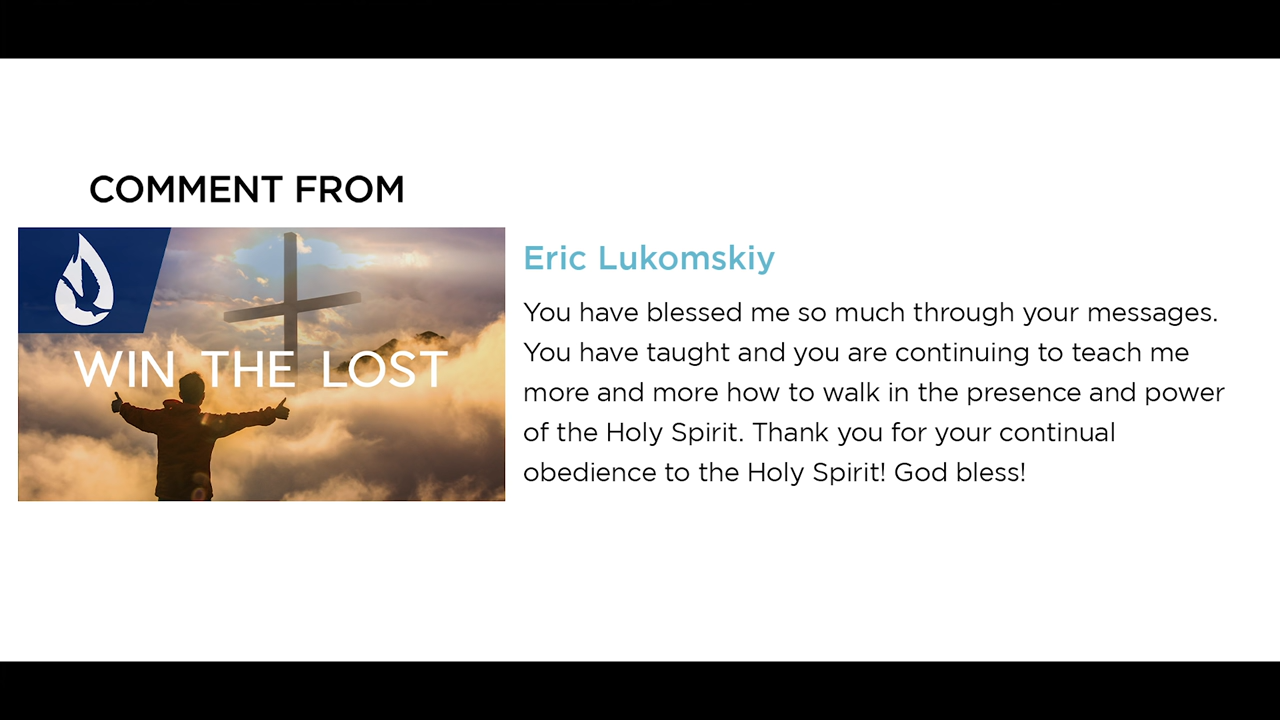 COMMENT FROM
WIN THE LOST
Eric Lukomskiy
You have blessed me so much through your messages.
You have taught and you are continuing to teach me
more and more how to walk in the presence and power
of the Holy Spirit. Thank you for your continual
obedience to the Holy Spirit! God bless!